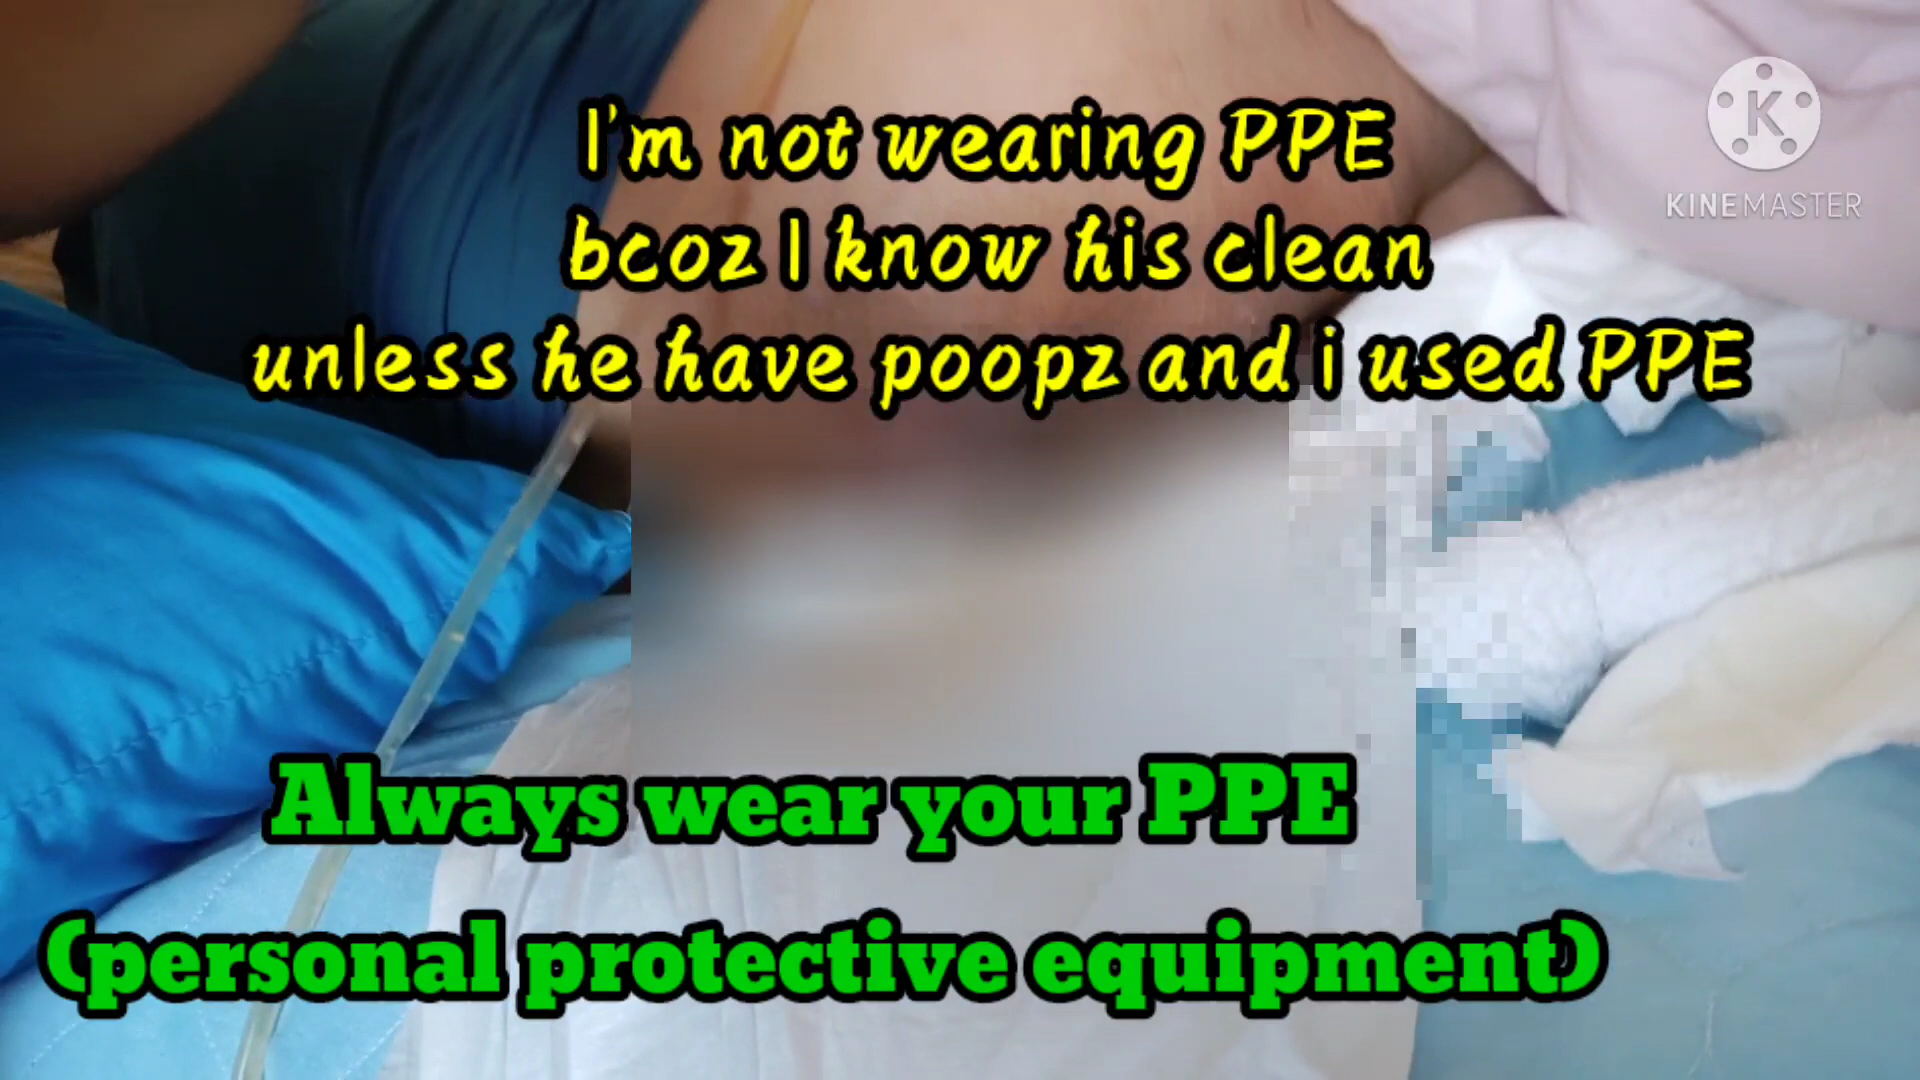 I'm not wearing PPE
bcoz I know his clean
unless he have poopz and i used PPE
K
KINEMASTER
Always wear your PPE
(personal protective equipment)